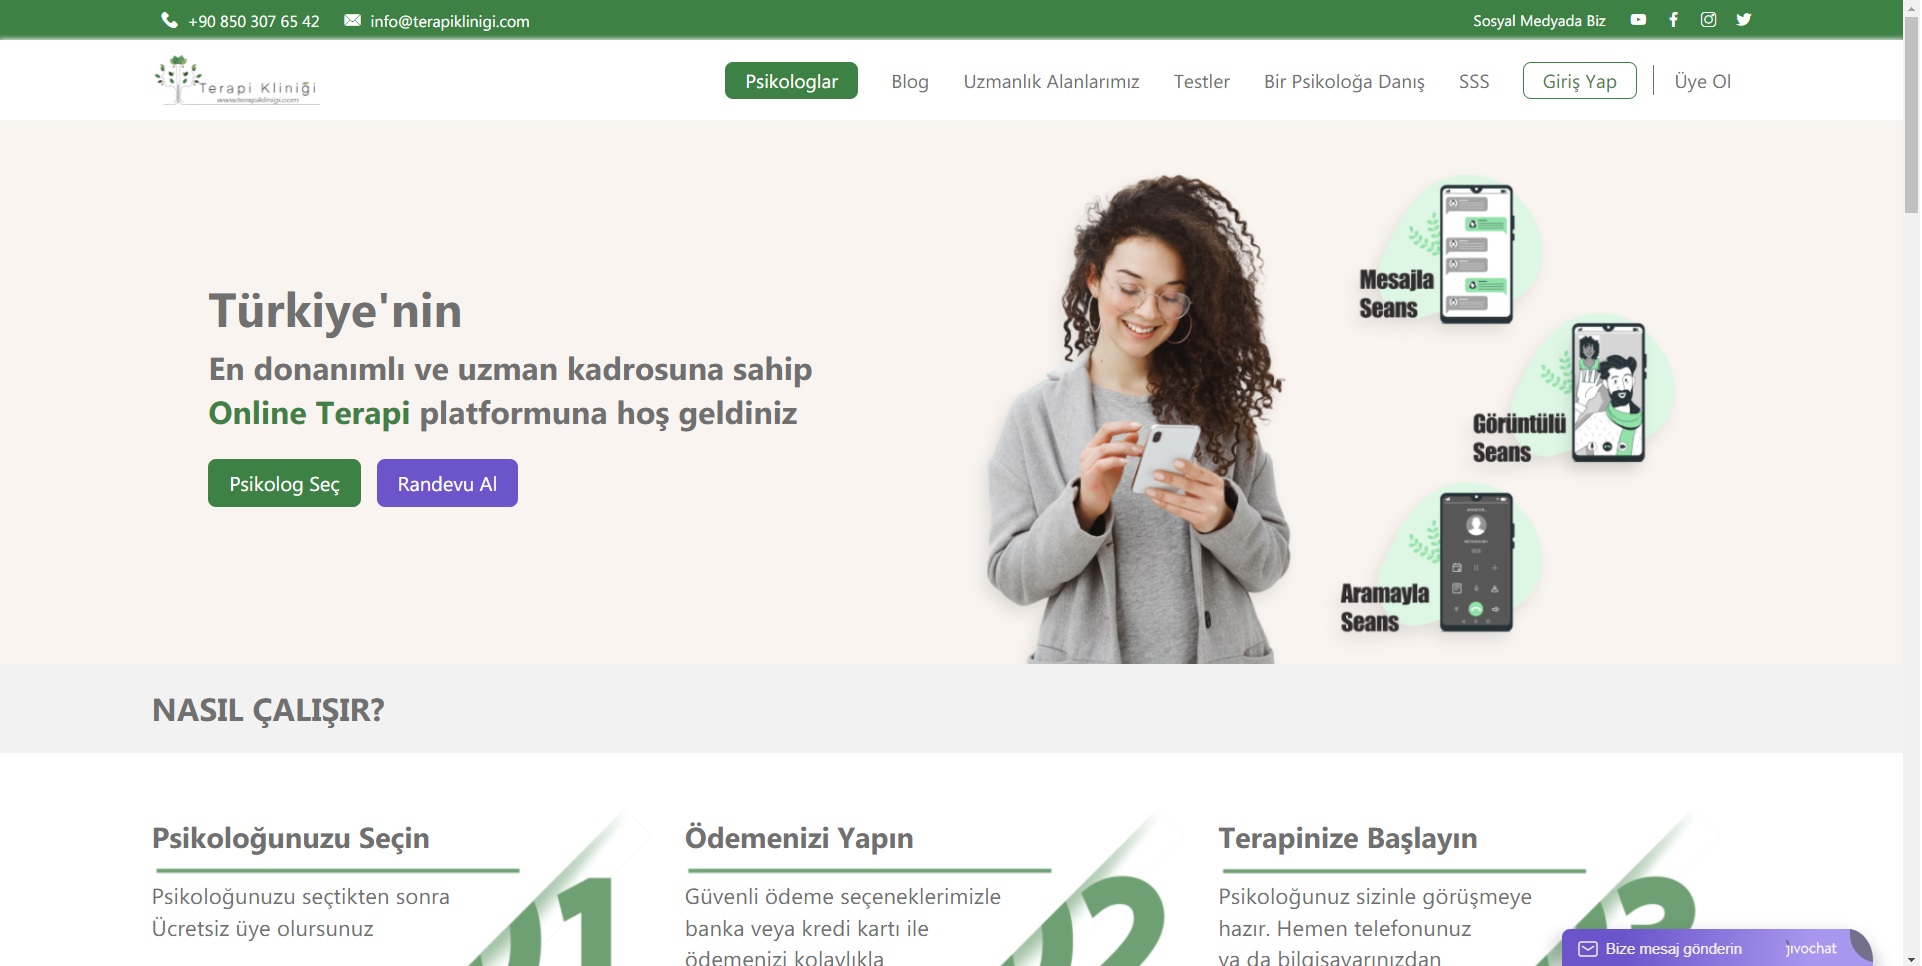 +90 850 307 65 42
info@terapiklinigi.com
Sosyal Medyada Biz
Terapi Kliniği
www.terapiklinigi.com
Psikologlar
Blog
Uzmanlık Alanlarımız
Testler
Bir Psikoloğa Danış
SSS
Giriş Yap
Üye Ol
Türkiye'nin
En donanımlı ve uzman kadrosuna sahip
Online Terapi platformuna hoş geldiniz
Psikolog Seç
Randevu Al
Mesajla
Seans
Görüntülü
Seans
Aramayla
Seans
NASIL ÇALIŞIR?
Psikoloğunuzu Seçin
Psikoloğunuzu seçtikten sonra
Ücretsiz üye olursunuz
01
Ödemenizi Yapın
Güvenli ödeme seçeneklerimizle
banka veya kredi kartı ile
ödemenizi kolaylıkla
02
Terapinize Başlayın
Psikoloğunuz sizinle görüşmeye
hazır. Hemen telefonunuz
ya da bilgisayarınızdan
03
Bize mesaj gönderin
jivochat